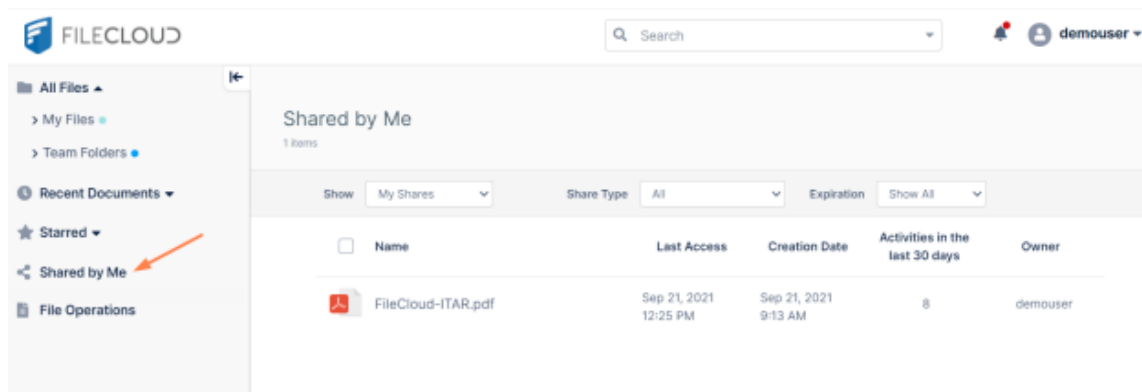 FILECLOUD
Search
demouser
All Files
My Files
Team Folders
Recent Documents
Starred
Shared by Me
File Operations
Shared by Me
1 items
Show My Shares Share Type All Expiration Show All
Name Last Access Creation Date Activities in the last 30 days Owner
FileCloud-ITAR.pdf Sep 21, 2021 12:25 PM Sep 21, 2021 9:13 AM 8 demouser